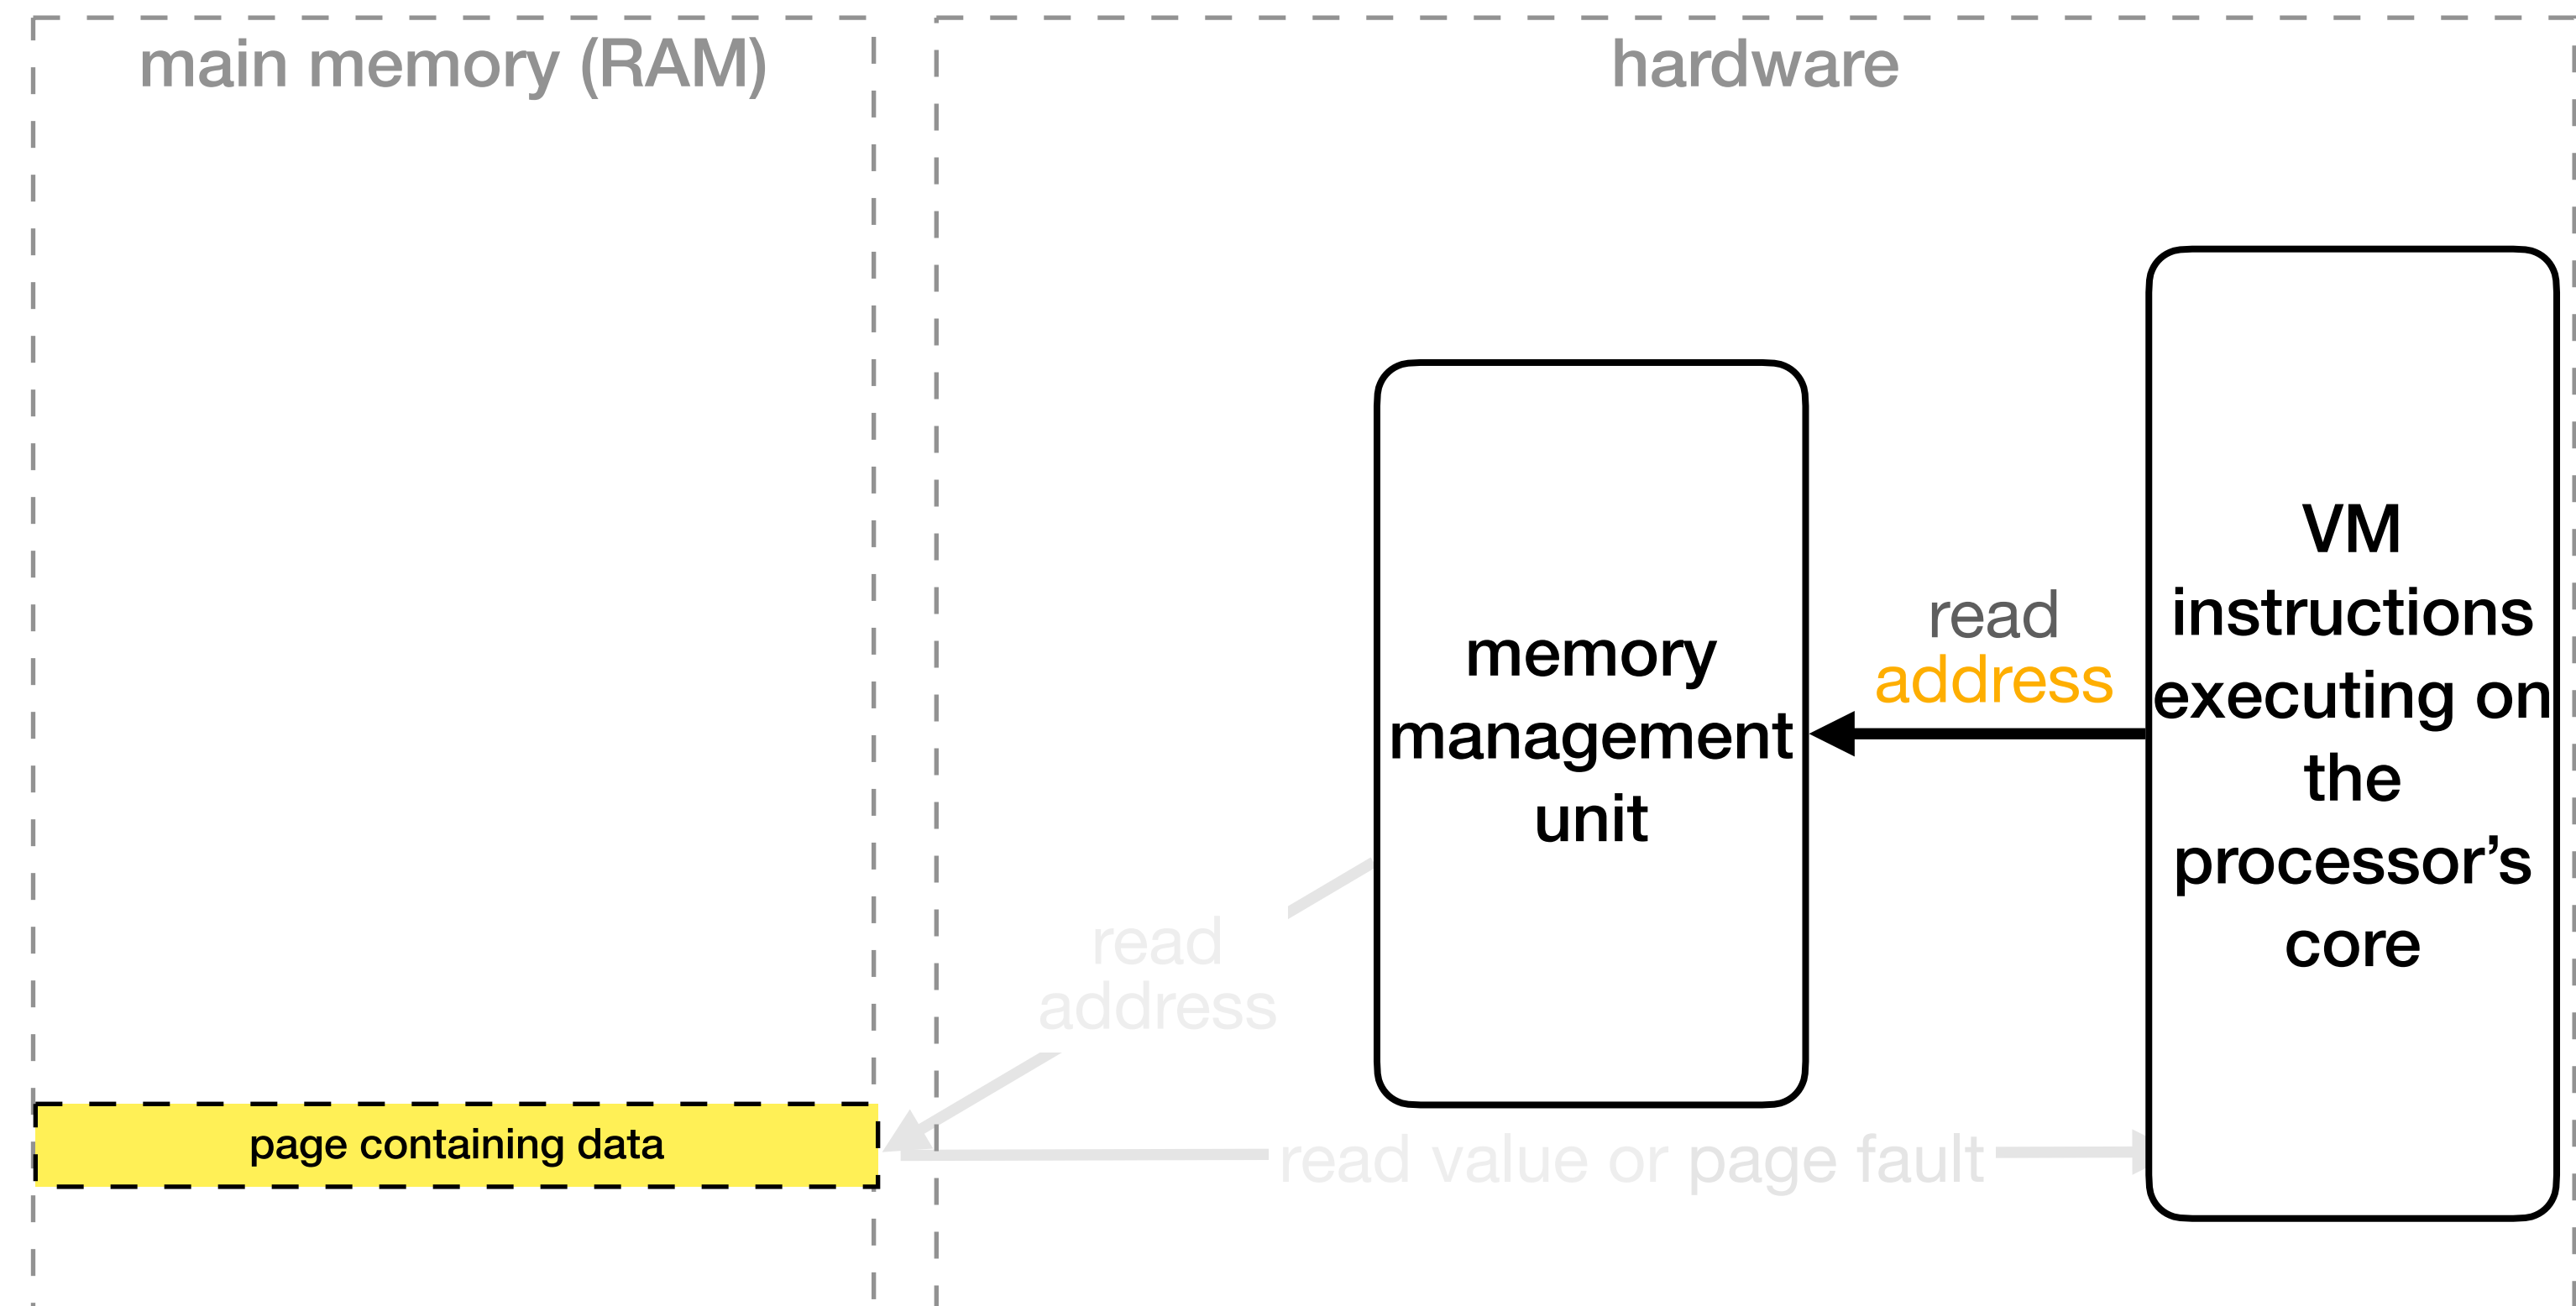 main memory (RAM)
hardware
VM
instructions
executing on
the
processor’s
core
memory
management
unit
read
address
read
address
page containing data
read value or page fault